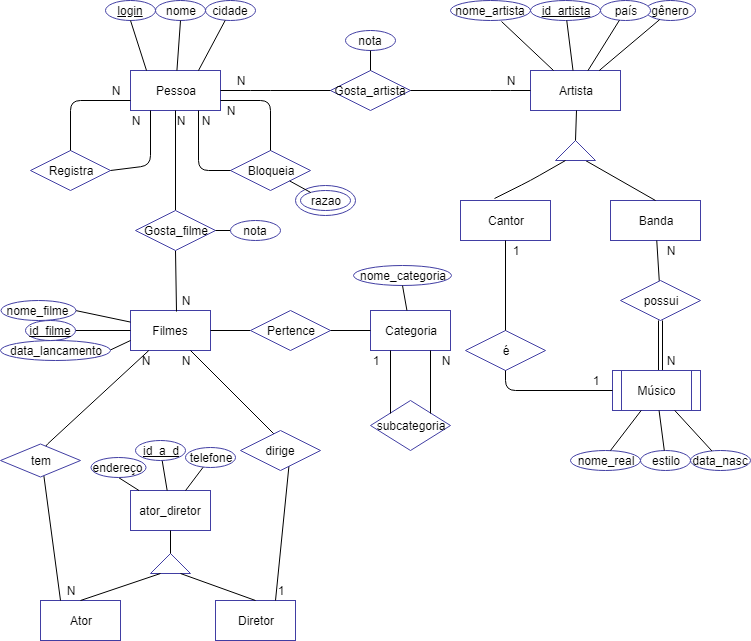 login nome cidade
nome_artista id_artista país gênero
nota
N N
Pessoa Gosta_artista Artista
N
N N N N
Registra Bloqueia
razao
Cantor Banda
Gosta_filme nota
1 N
nome_categoria
N possui
nome_filme
id_filme Filmes Pertence Categoria
data_lancamento
N N 1 N é N
1 Músico
subcategoria
tem dirige
nome_real estilo data_nasc
endereço id_a_d telefone
ator_diretor
N 1
Ator Diretor